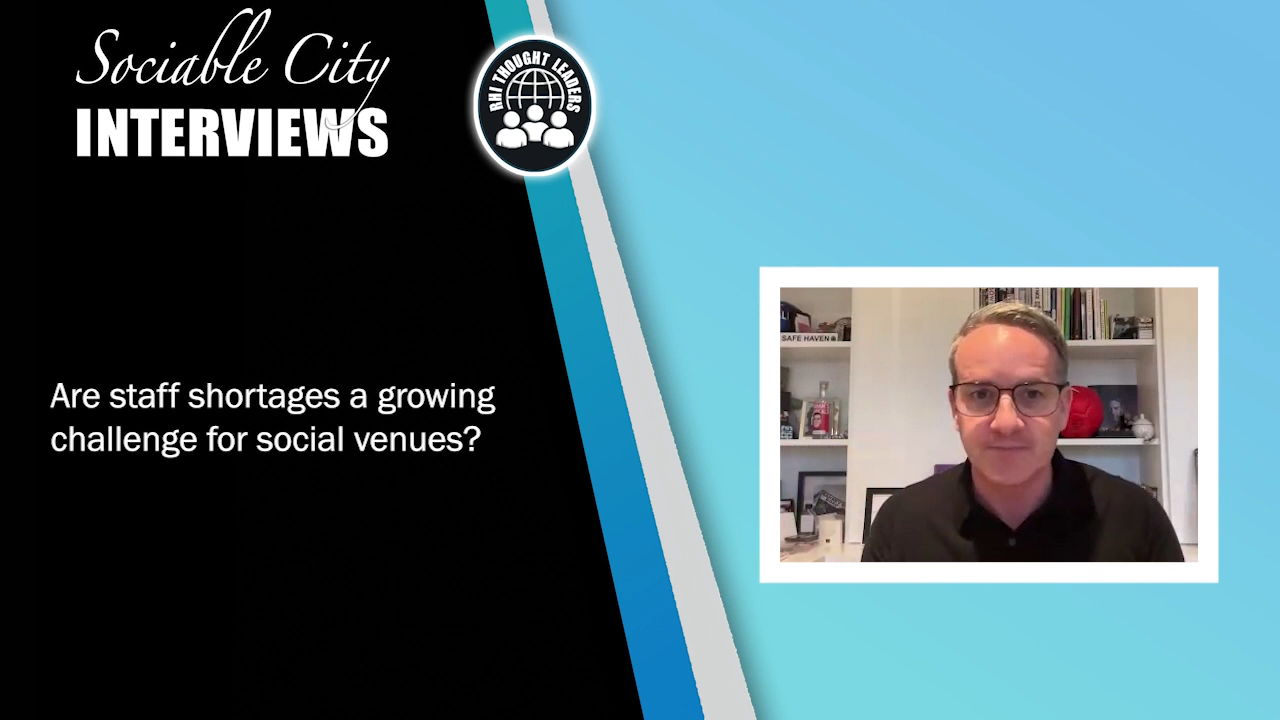 Sociable City
INTERVIEWS
RHI THOUGHT LEADERS
Are staff shortages a growing
challenge for social venues?
SAFE HAVEN